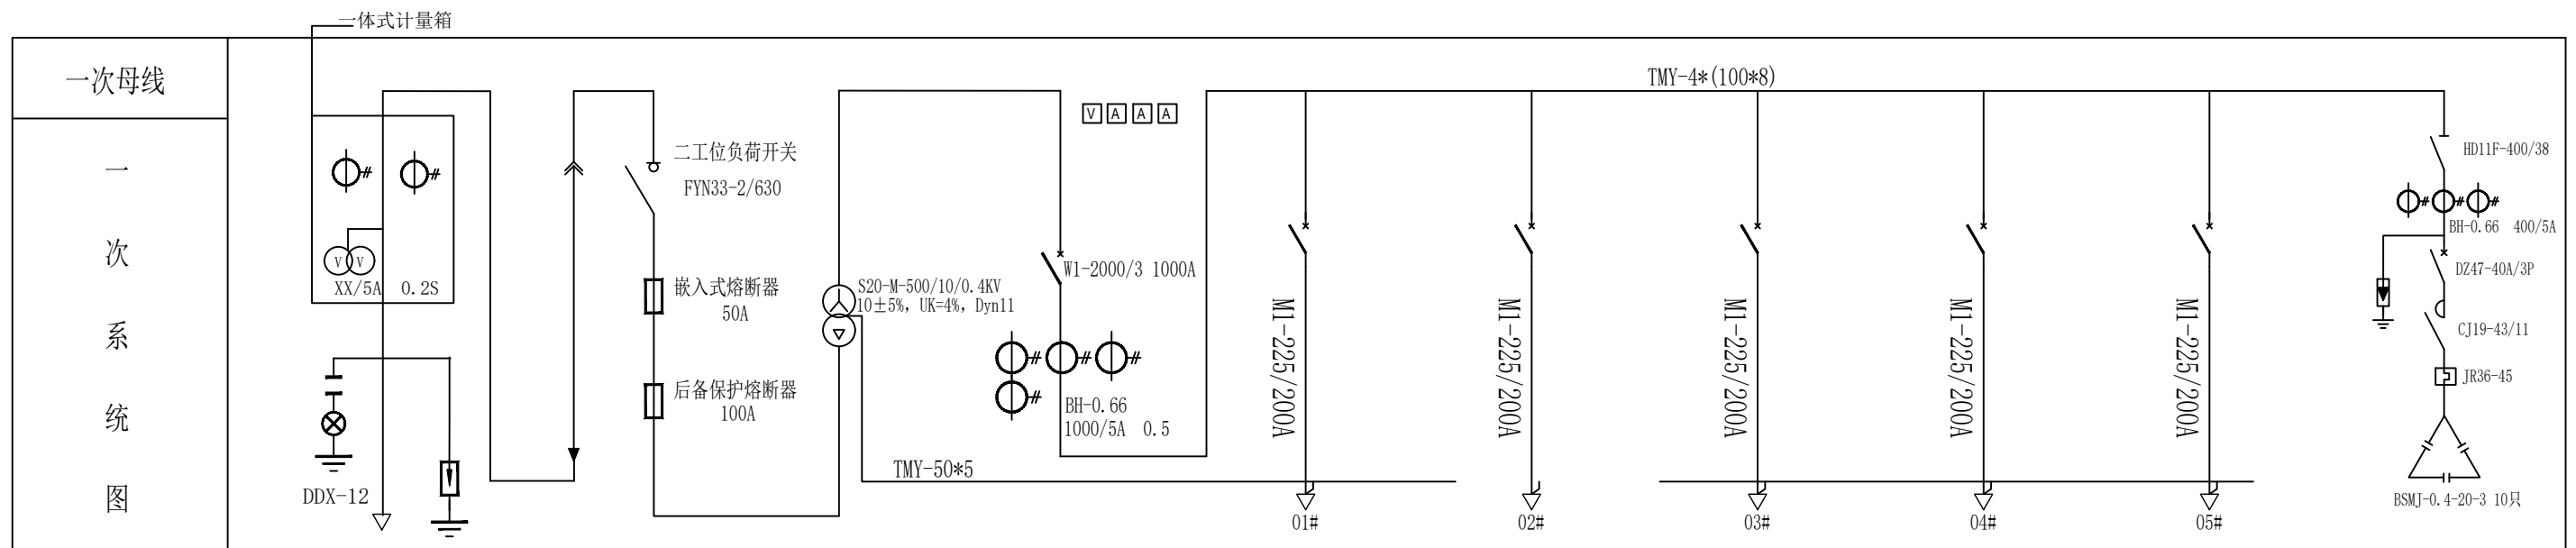 一体式计量箱
一次母线
一
次
系
统
图
XX/5A 0.2S
V V
DDX-12
二工位负荷开关
FYN33-2/630
嵌入式熔断器
50A
后备保护熔断器
100A
S20-M-500/10/0.4KV
10±5%, UK=4%, Dyn11
V A A A
W1-2000/3 1000A
BH-0.66
1000/5A 0.5
TMY-50*5
TMY-4*(100*8)
M1-225/200A
01#
M1-225/200A
02#
M1-225/200A
03#
M1-225/200A
04#
M1-225/200A
05#
HD11F-400/38
BH-0.66 400/5A
DZ47-40A/3P
CJ19-43/11
JR36-45
BSMJ-0.4-20-3 10只